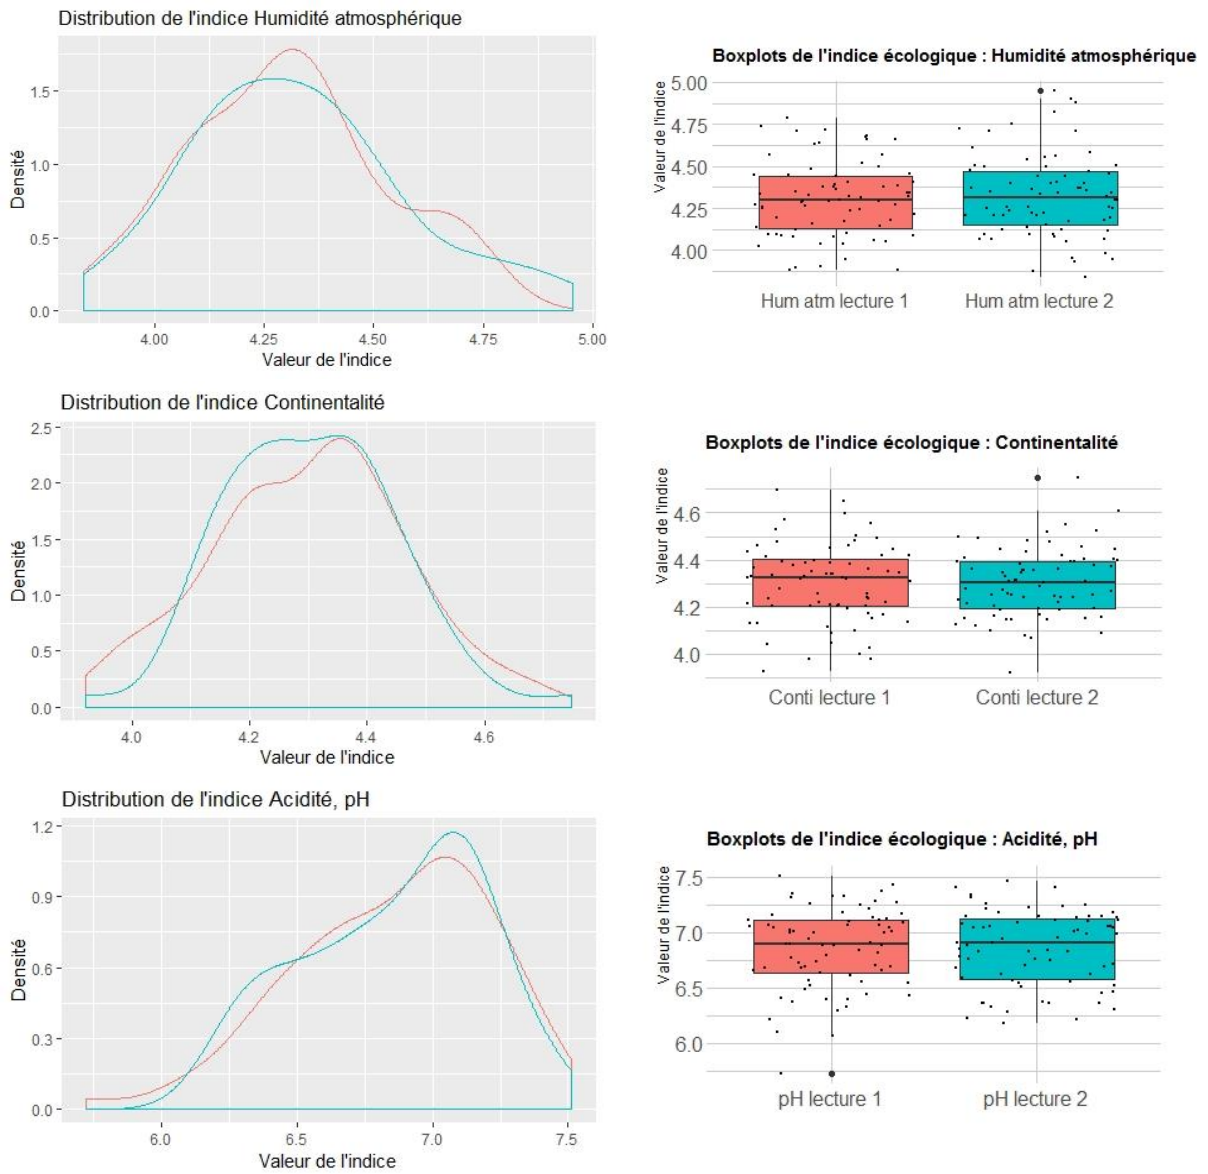 Distribution de l'indice Humidité atmosphérique
Densité
1.5
1.0
0.5
0.0
4.00 4.25 4.50 4.75 5.00
Valeur de l'indice
Boxplots de l'indice écologique : Humidité atmosphérique
Valeur de l'indice
5.00
4.75
4.50
4.25
4.00
Hum atm lecture 1 Hum atm lecture 2
Distribution de l'indice Continentalité
Densité
2.5
2.0
1.5
1.0
0.5
0.0
4.0 4.2 4.4 4.6
Valeur de l'indice
Boxplots de l'indice écologique : Continentalité
Valeur de l'indice
4.6
4.4
4.2
4.0
Conti lecture 1 Conti lecture 2
Distribution de l'indice Acidité, pH
Densité
1.2
0.9
0.6
0.3
0.0
6.0 6.5 7.0 7.5
Valeur de l'indice
Boxplots de l'indice écologique : Acidité, pH
Valeur de l'indice
7.5
7.0
6.5
6.0
pH lecture 1 pH lecture 2